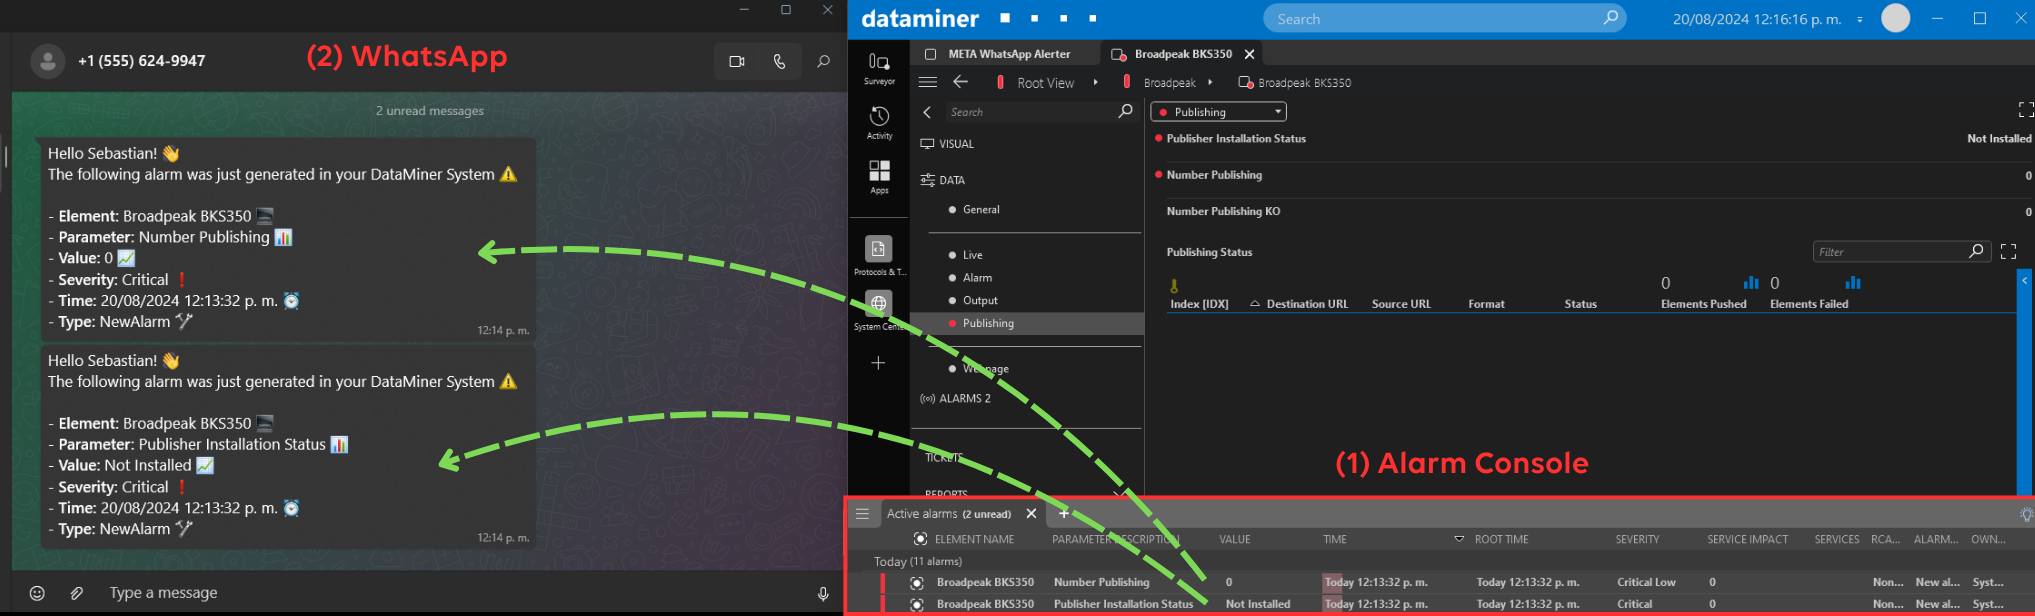 +1 (555) 624-9947
(2) WhatsApp
2 unread messages
Hello Sebastian! 👋
The following alarm was just generated in your DataMiner System ⚠️
- Element: Broadpeak BKS350
- Parameter: Number Publishing 📊
- Value: 0 📈
- Severity: Critical ❗
- Time: 20/08/2024 12:13:32 p. m. ⏰
- Type: NewAlarm 🛠
12:14 p. m.
Hello Sebastian! 👋
The following alarm was just generated in your DataMiner System ⚠️
- Element: Broadpeak BKS350
- Parameter: Publisher Installation Status 📊
- Value: Not Installed 📈
- Severity: Critical ❗
- Time: 20/08/2024 12:13:32 p. m. ⏰
- Type: NewAlarm 🛠
12:14 p. m.
Type a message
dataminer
Search
20/08/2024 12:16:16 p. m.
META WhatsApp Alerter
Broadpeak BKS350
Root View
Broadpeak
Broadpeak BKS350
Surveyor
Activity
Apps
Protocols & T...
System Cente
Search
VISUAL
DATA
General
Live
Alarm
Output
Publishing
Webpage
ALARMS 2
TICKETS
REPORTS
Publishing
Publisher Installation Status Not Installed
Number Publishing 0
Number Publishing KO 0
Publishing Status
Filter
0 0
Index [IDX] Destination URL Source URL Format Status Elements Pushed Elements Failed
(1) Alarm Console
Active alarms (2 unread)
ELEMENT NAME PARAMETER DESCRIPTION VALUE TIME ROOT TIME SEVERITY SERVICE IMPACT SERVICES RCA... ALARM... OWN...
Today (11 alarms)
Broadpeak BKS350 Number Publishing 0 Today 12:13:32 p. m. Today 12:13:32 p. m. Critical Low 0 Non... New al... Syst...
Broadpeak BKS350 Publisher Installation Status Not Installed Today 12:13:32 p. m. Today 12:13:32 p. m. Critical 0 Non... New al... Syst...